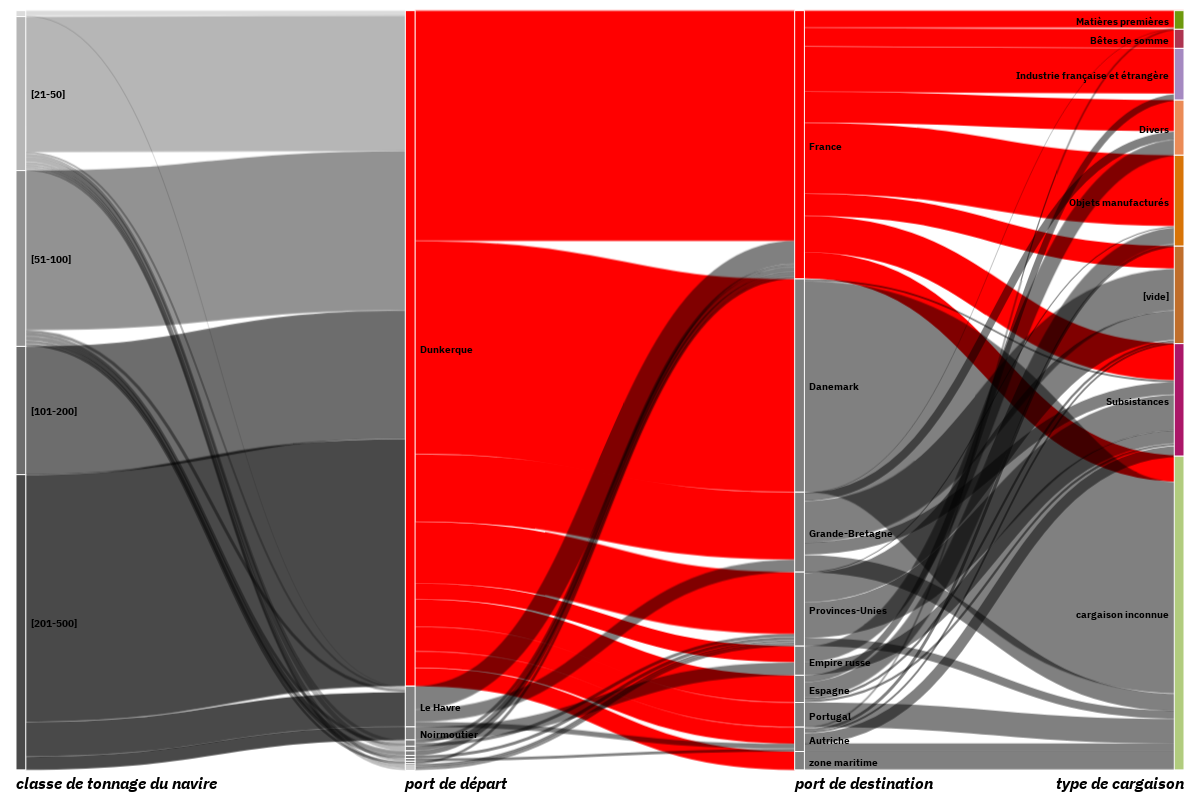 [21-50]
[51-100]
[101-200]
[201-500]
classe de tonnage du navire
Dunkerque
Le Havre
Noirmoutier
port de départ
France
Danemark
Grande-Bretagne
Provinces-Unies
Empire russe
Espagne
Portugal
Autriche
zone maritime
port de destination
Matières premières
Bêtes de somme
Industrie française et étrangère
Divers
Objets manufacturés
[vide]
Subsistances
cargaison inconnue
type de cargaison